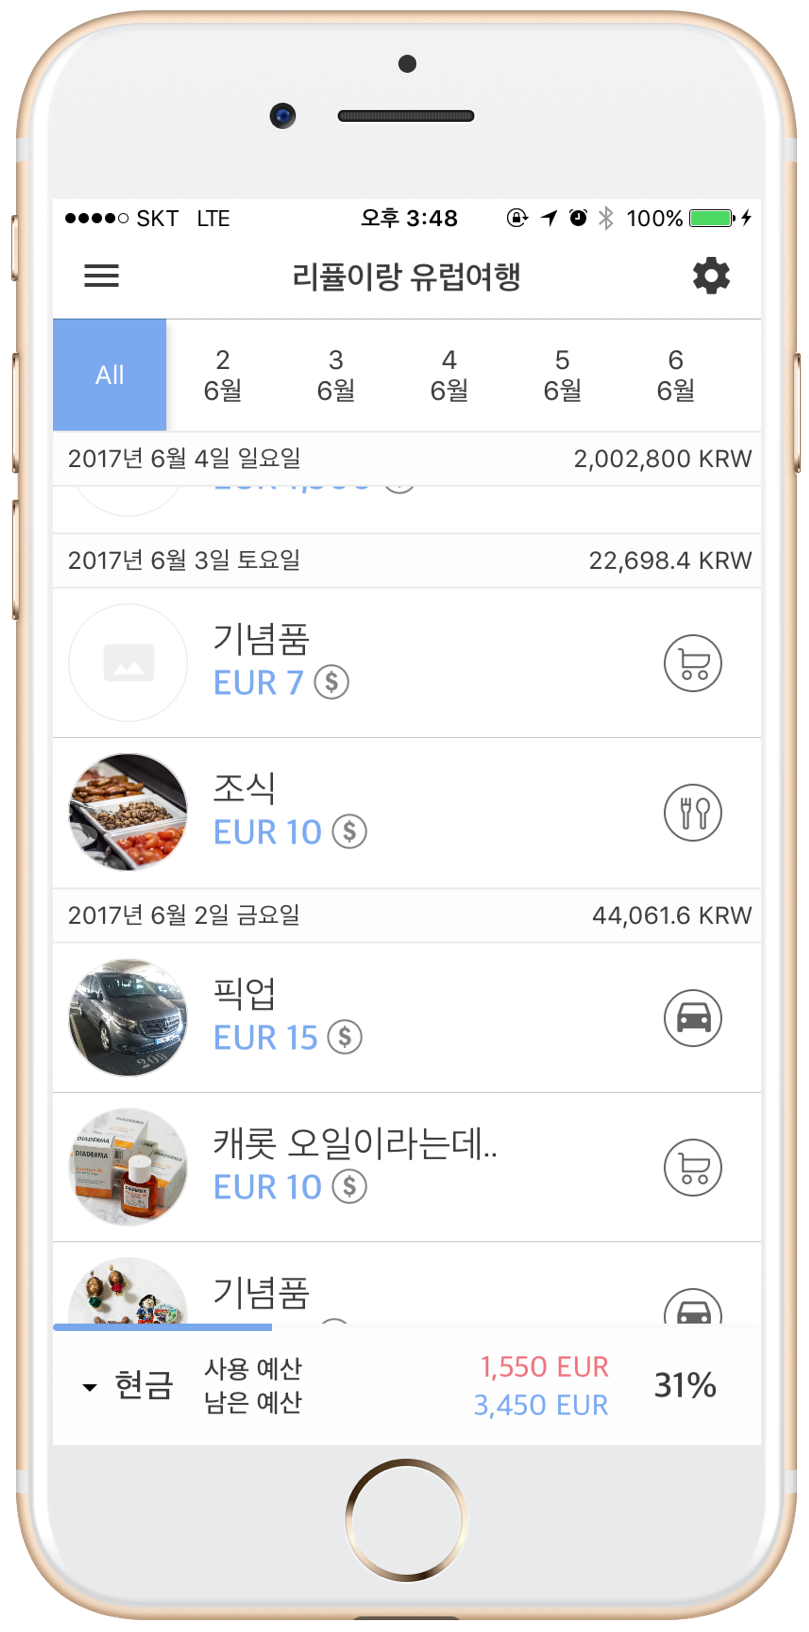 SKT LTE 오후 3:48 100%
리퓰이랑 유럽여행
All 2 3 4 5 6
6월 6월 6월 6월 6월
2017년 6월 4일 일요일 2,002,800 KRW
2017년 6월 3일 토요일 22,698.4 KRW
기념품
EUR 7 $
조식
EUR 10 $
2017년 6월 2일 금요일 44,061.6 KRW
픽업
EUR 15 $
200
캐롯 오일이라는데..
EUR 10 $
DIADERMA
DIADERMA
기념품
현금 사용 예산 1,550 EUR 31%
남은 예산 3,450 EUR